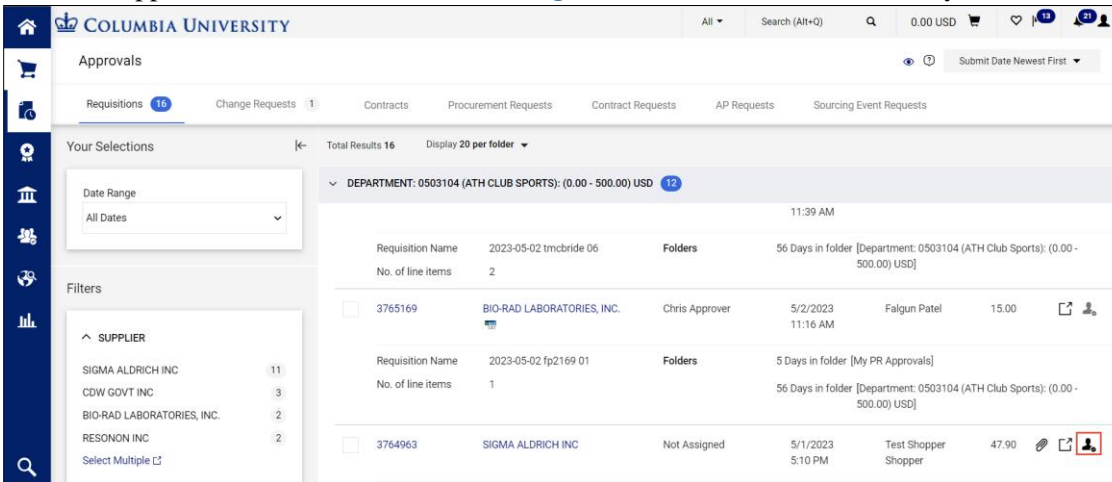 COLUMBIA UNIVERSITY
All
Search (Alt+Q)
0.00 USD
13
21
Approvals
Submit Date Newest First
Requisitions 16
Change Requests 1
Contracts
Procurement Requests
Contract Requests
AP Requests
Sourcing Event Requests
Your Selections
Date Range
All Dates
Filters
SUPPLIER
SIGMA ALDRICH INC 11
CDW GOVT INC 3
BIO-RAD LABORATORIES, INC. 2
RESONON INC 2
Select Multiple
Total Results 16 Display 20 per folder
DEPARTMENT: 0503104 (ATH CLUB SPORTS): (0.00 - 500.00) USD 12
11:39 AM
Requisition Name 2023-05-02 tmcbride 06 Folders 56 Days in folder [Department: 0503104 (ATH Club Sports): (0.00 -
500.00) USD]
No. of line items 2
3765169 BIO-RAD LABORATORIES, INC. Chris Approver 5/2/2023 Falgun Patel 15.00
11:16 AM
Requisition Name 2023-05-02 fp2169 01 Folders 5 Days in folder [My PR Approvals]
No. of line items 1 56 Days in folder [Department: 0503104 (ATH Club Sports): (0.00 -
500.00) USD]
3764963 SIGMA ALDRICH INC Not Assigned 5/1/2023 Test Shopper 47.90
5:10 PM Shopper